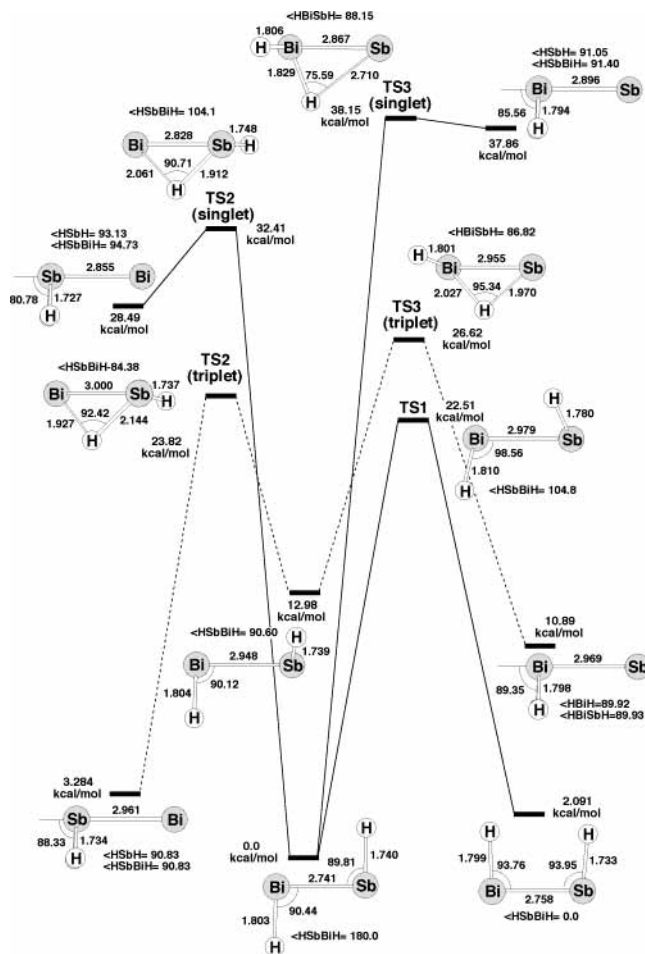 <HBiSbH= 88.15
1.806
H
Bi
2.867
Sb
1.829
75.59
2.710
H
38.15
kcal/mol
TS3
(singlet)
<HSbH= 91.05
<HSbBiH= 91.40
2.896
Bi
Sb
85.56
1.794
H
37.86
kcal/mol
<HSbBiH= 104.1
2.828
1.748
Bi
Sb
H
90.71
2.061
1.912
H
TS2
(singlet)
32.41
kcal/mol
<HSbH= 93.13
<HSbBiH= 94.73
2.855
Sb
Bi
80.78
1.727
H
28.49
kcal/mol
<HBiSbH= 86.82
H
1.801
2.955
Bi
Sb
95.34
2.027
1.970
H
TS3
(triplet)
26.62
kcal/mol
<HSbBiH-84.38
3.000
1.737
Bi
Sb
H
92.42
1.927
2.144
H
TS2
(triplet)
23.82
kcal/mol
TS1
22.51
kcal/mol
H
1.780
2.979
Bi
Sb
98.56
1.810
H
<HSbBiH= 104.8
12.98
kcal/mol
<HSbBiH= 90.60
H
2.948
1.739
Bi
Sb
90.12
1.804
H
10.89
kcal/mol
2.969
Bi
Sb
89.35
1.798
H
<HBiH=89.92
<HBiSbH=89.93
3.284
kcal/mol
2.961
Sb
Bi
88.33
1.734
H
<HSbH= 90.83
<HSbBiH= 90.83
0.0
kcal/mol
H
89.81
1.740
2.741
Bi
Sb
1.803
90.44
H
<HSbBiH= 180.0
2.091
kcal/mol
H
H
1.799
93.76
93.95
1.733
Bi
2.758
Sb
<HSbBiH= 0.0